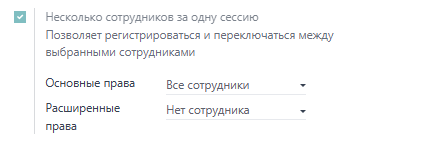 Несколько сотрудников за одну сессию
Позволяет регистрироваться и переключаться между
выбранными сотрудниками
Основные права Все сотрудники
Расширенные Нет сотрудника
права